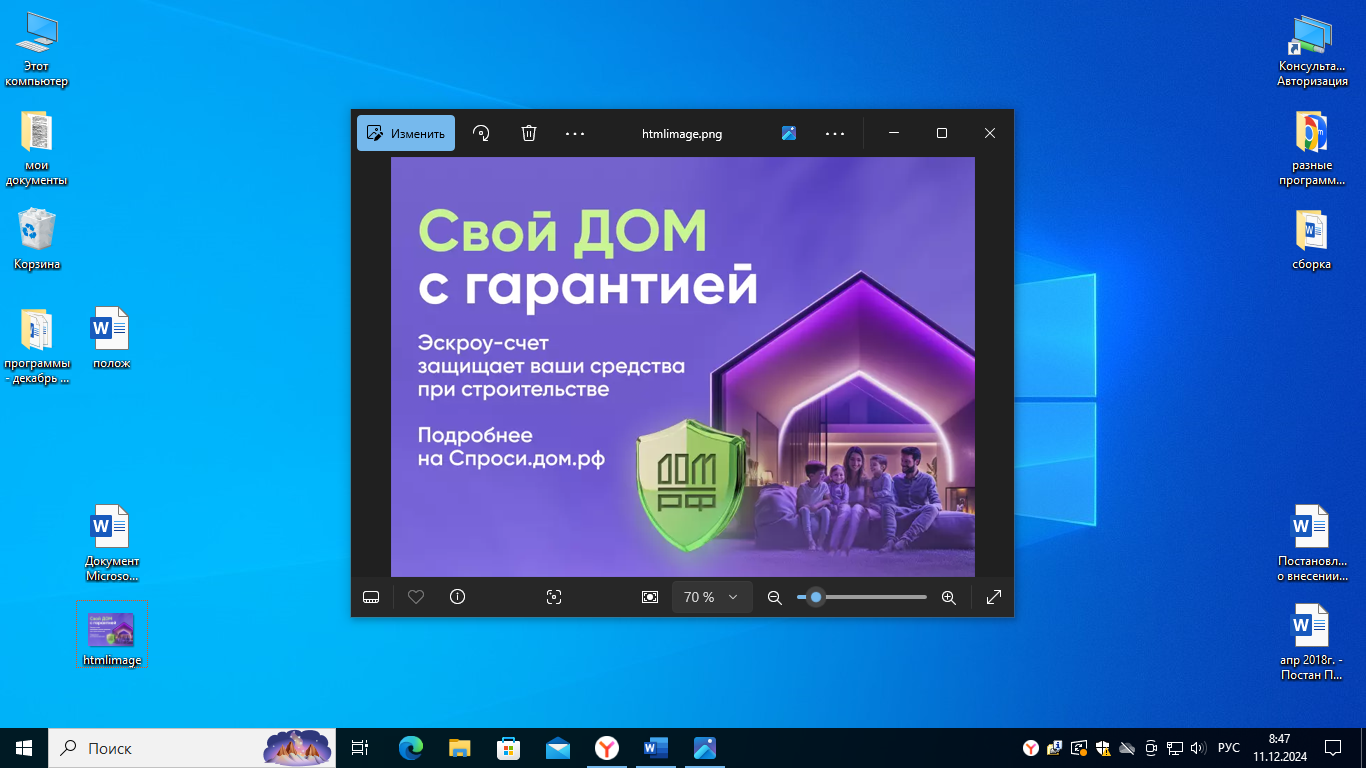 Этот
компьютер
мои
документы
Корзина
программы
- декабрь ...
полож
Документ
Microso...
htmlimage
Изменить
htmlimage.png
Свой ДОМ
с гарантией
Эскроу-счет
защищает ваши средства
при строительстве
Подробнее
на Спроси.дом.рф
ДОМ
РФ
70 %
Консульта...
Авторизация
разные
программ...
сборка
Постановл...
о внесении...
апр 2018г. -
Постан П...
Поиск
РУС
8:47
11.12.2024